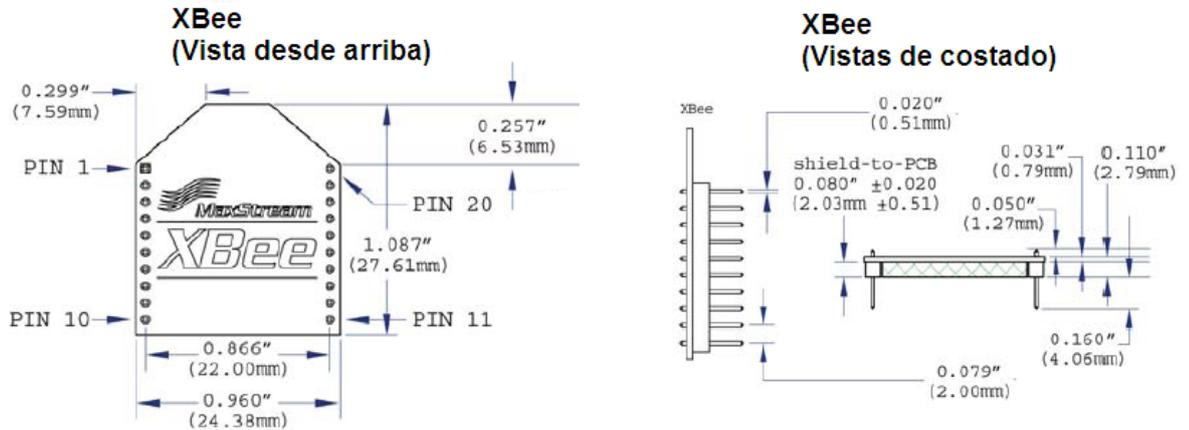 XBee
(Vista desde arriba)
0.299″
(7.59mm)
0.257″
(6.53mm)
PIN 1
PIN 20
MaxStream
XBee
1.087″
(27.61mm)
PIN 10
PIN 11
0.866″
(22.00mm)
0.960″
(24.38mm)
XBee
(Vistas de costado)
XBee
0.020″
(0.51mm)
shield-to-PCB
0.080″ ±0.020
(2.03mm ±0.51)
0.031″
(0.79mm)
0.110″
(2.79mm)
0.050″
(1.27mm)
0.160″
(4.06mm)
0.079″
(2.00mm)